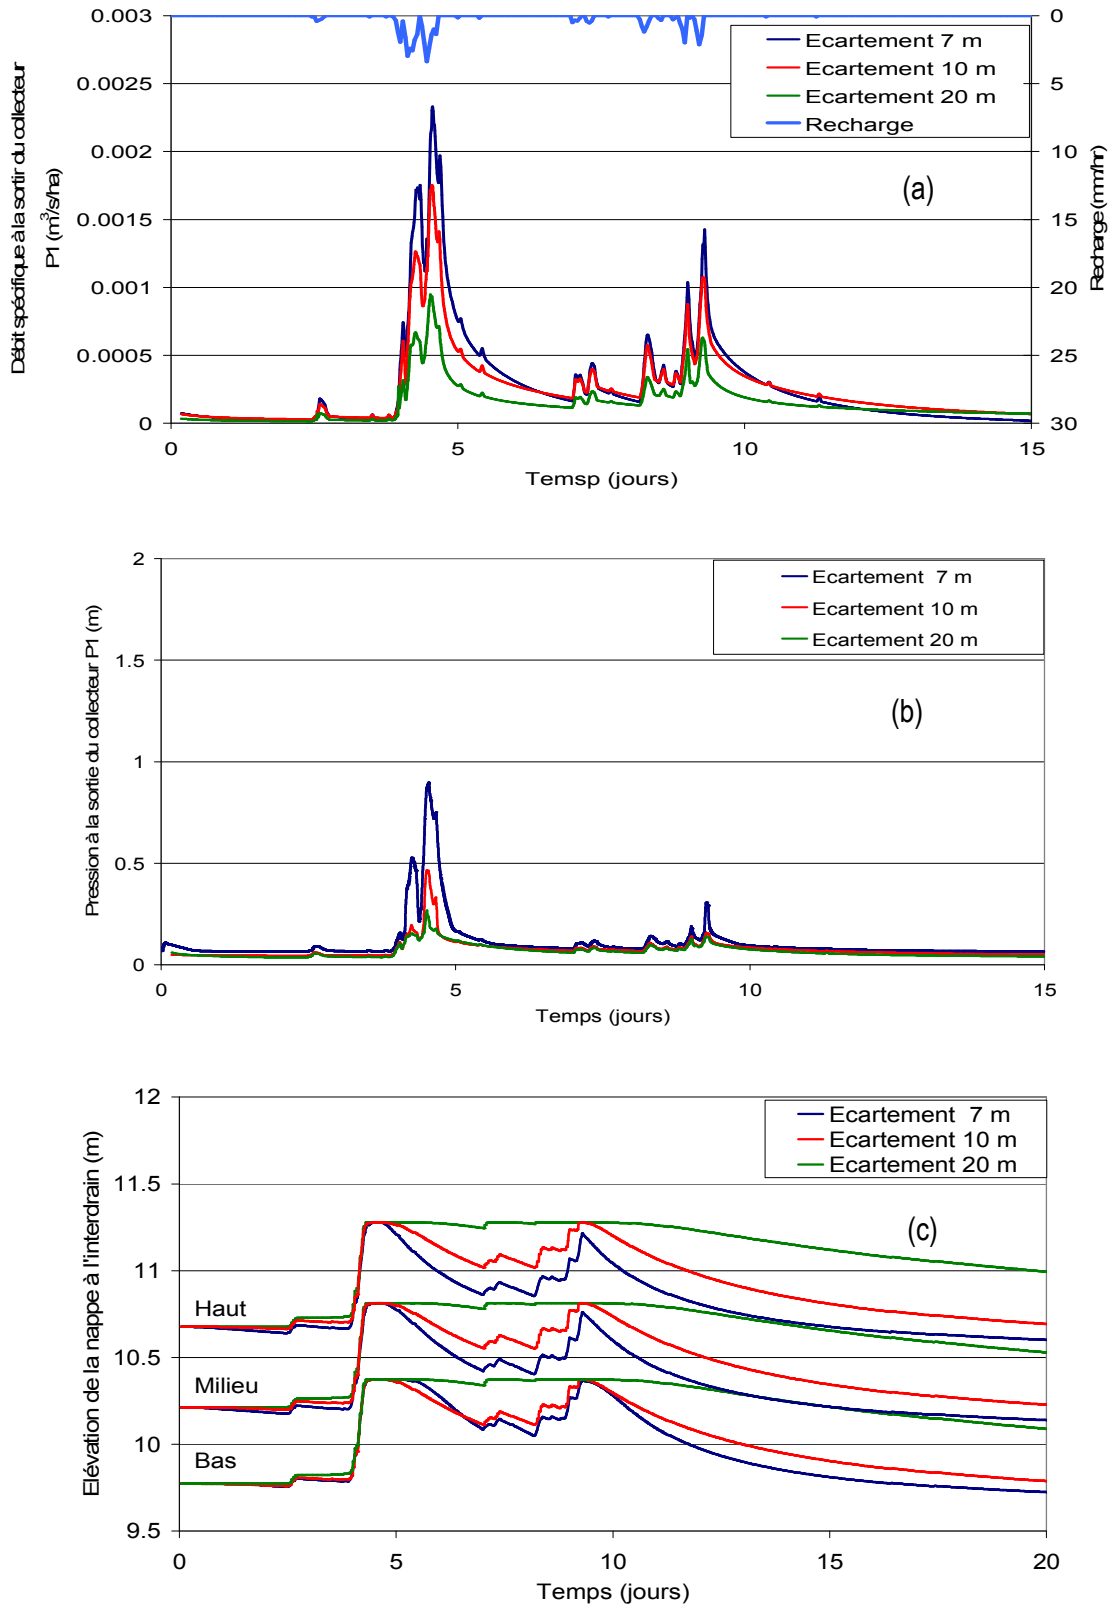 0.003
0.0025
0.002
0.0015
0.001
0.0005
0
Débit spécifique à la sortir du collecteur
P1 (m³/s/ha)
Ecartement 7 m
Ecartement 10 m
Ecartement 20 m
Recharge
(a)
0
5
10
15
20
25
30
Recharge (mm/hr)
0
5
10
15
Temsp (jours)
2
1.5
1
0.5
0
Pression à la sortie du collecteur P1 (m)
Ecartement 7 m
Ecartement 10 m
Ecartement 20 m
(b)
0
5
10
15
Temps (jours)
12
11.5
11
10.5
10
9.5
Elévation de la nappe à l'interdrain (m)
Ecartement 7 m
Ecartement 10 m
Ecartement 20 m
(c)
Haut
Milieu
Bas
0
5
10
15
20
Temps (jours)